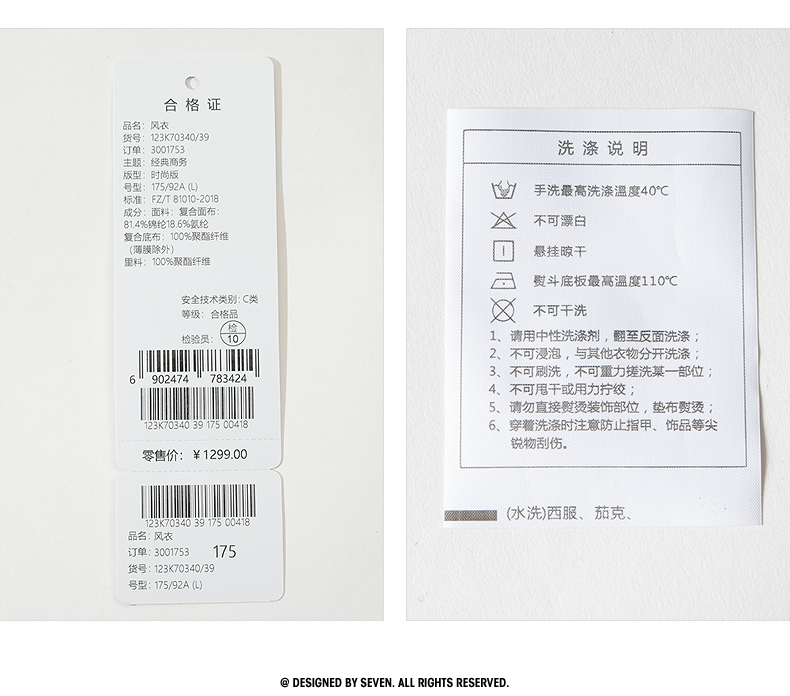 合格证
品名：风衣
货号：123K70340/39
订单：3001753
主题：经典商务
版型：时尚版
号型：175/92A (L)
标准：FZ/T 81010-2018
成分：面料：复合面布：
81.4%锦纶18.6%氨纶
复合底布：100%聚酯纤维
（薄膜除外）
里料：100%聚酯纤维
安全技术类别：C类
等级：合格品
检验员：检 10
6 902474 783424
123K70340 39 175 00418
零售价：￥1299.00
123K70340 39 175 00418
品名：风衣
订单：3001753 175
货号：123K70340/39
号型：175/92A (L)
洗涤说明
手洗最高洗涤温度40℃
不可漂白
悬挂晾干
熨斗底板最高温度110℃
不可干洗
1、请用中性洗涤剂，翻至反面洗涤；
2、不可浸泡，与其他衣物分开洗涤；
3、不可刷洗，不可重力搓洗某一部位；
4、不可甩干或用力拧绞；
5、请勿直接熨烫装饰部位，垫布熨烫；
6、穿着洗涤时注意防止指甲、饰品等尖
锐物刮伤。
(水洗)西服、茄克、
@ DESIGNED BY SEVEN. ALL RIGHTS RESERVED.